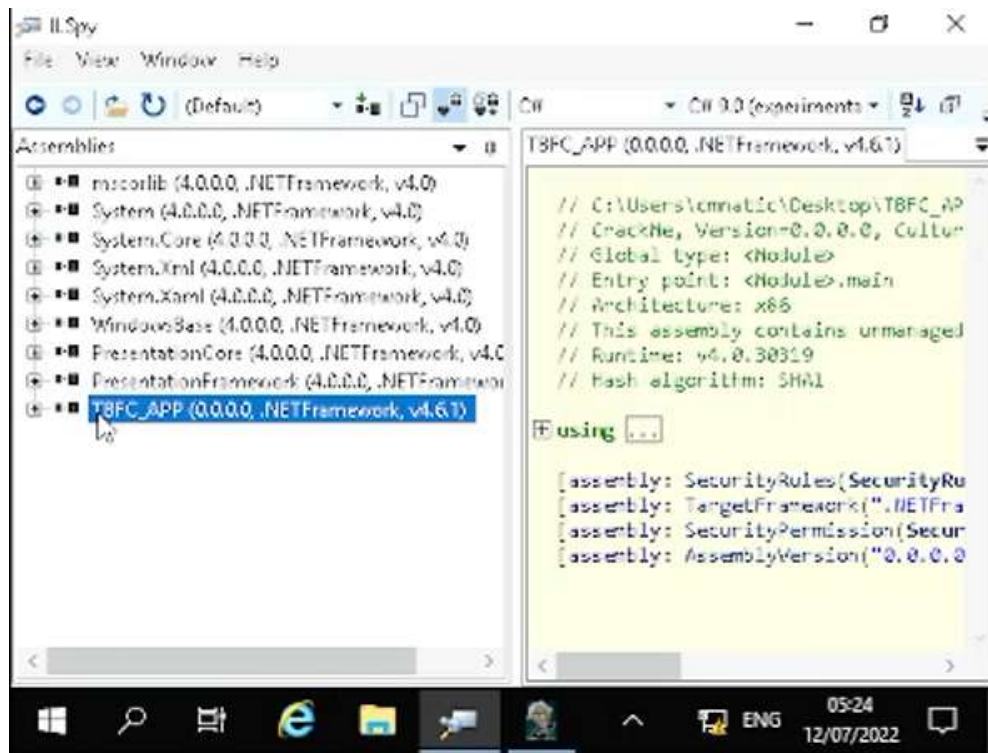 ILSpy
File View Window Help
(Default) C# C# 9.0 (experimenta
Assemblies
mscorlib (4.0.0.0, .NETFramework, v4.0)
System (4.0.0.0, .NETFramework, v4.0)
System.Core (4.0.0.0, .NETFramework, v4.0)
System.Xml (4.0.0.0, .NETFramework, v4.0)
System.Xaml (4.0.0.0, .NETFramework, v4.0)
WindowsBase (4.0.0.0, .NETFramework, v4.0)
PresentationCore (4.0.0.0, .NETFramework, v4.0
PresentationFramework (4.0.0.0, .NETFramewor
TBFC_APP (0.0.0.0, .NETFramework, v4.6.1)
TBFC_APP (0.0.0.0, .NETFramework, v4.6.1)
// C:\Users\cmnatic\Desktop\TBFC_AP
// CrackMe, Version=0.0.0.0, Cultur
// Global type: <Module>
// Entry point: <Module>.main
// Architecture: x86
// This assembly contains unmanaged
// Runtime: v4.0.30319
// Hash algorithm: SHA1
using ...
[assembly: SecurityRules(SecurityRu
[assembly: TargetFramework(".NETFra
[assembly: SecurityPermission(Secur
[assembly: AssemblyVersion("0.0.0.0
ENG
05:24
12/07/2022